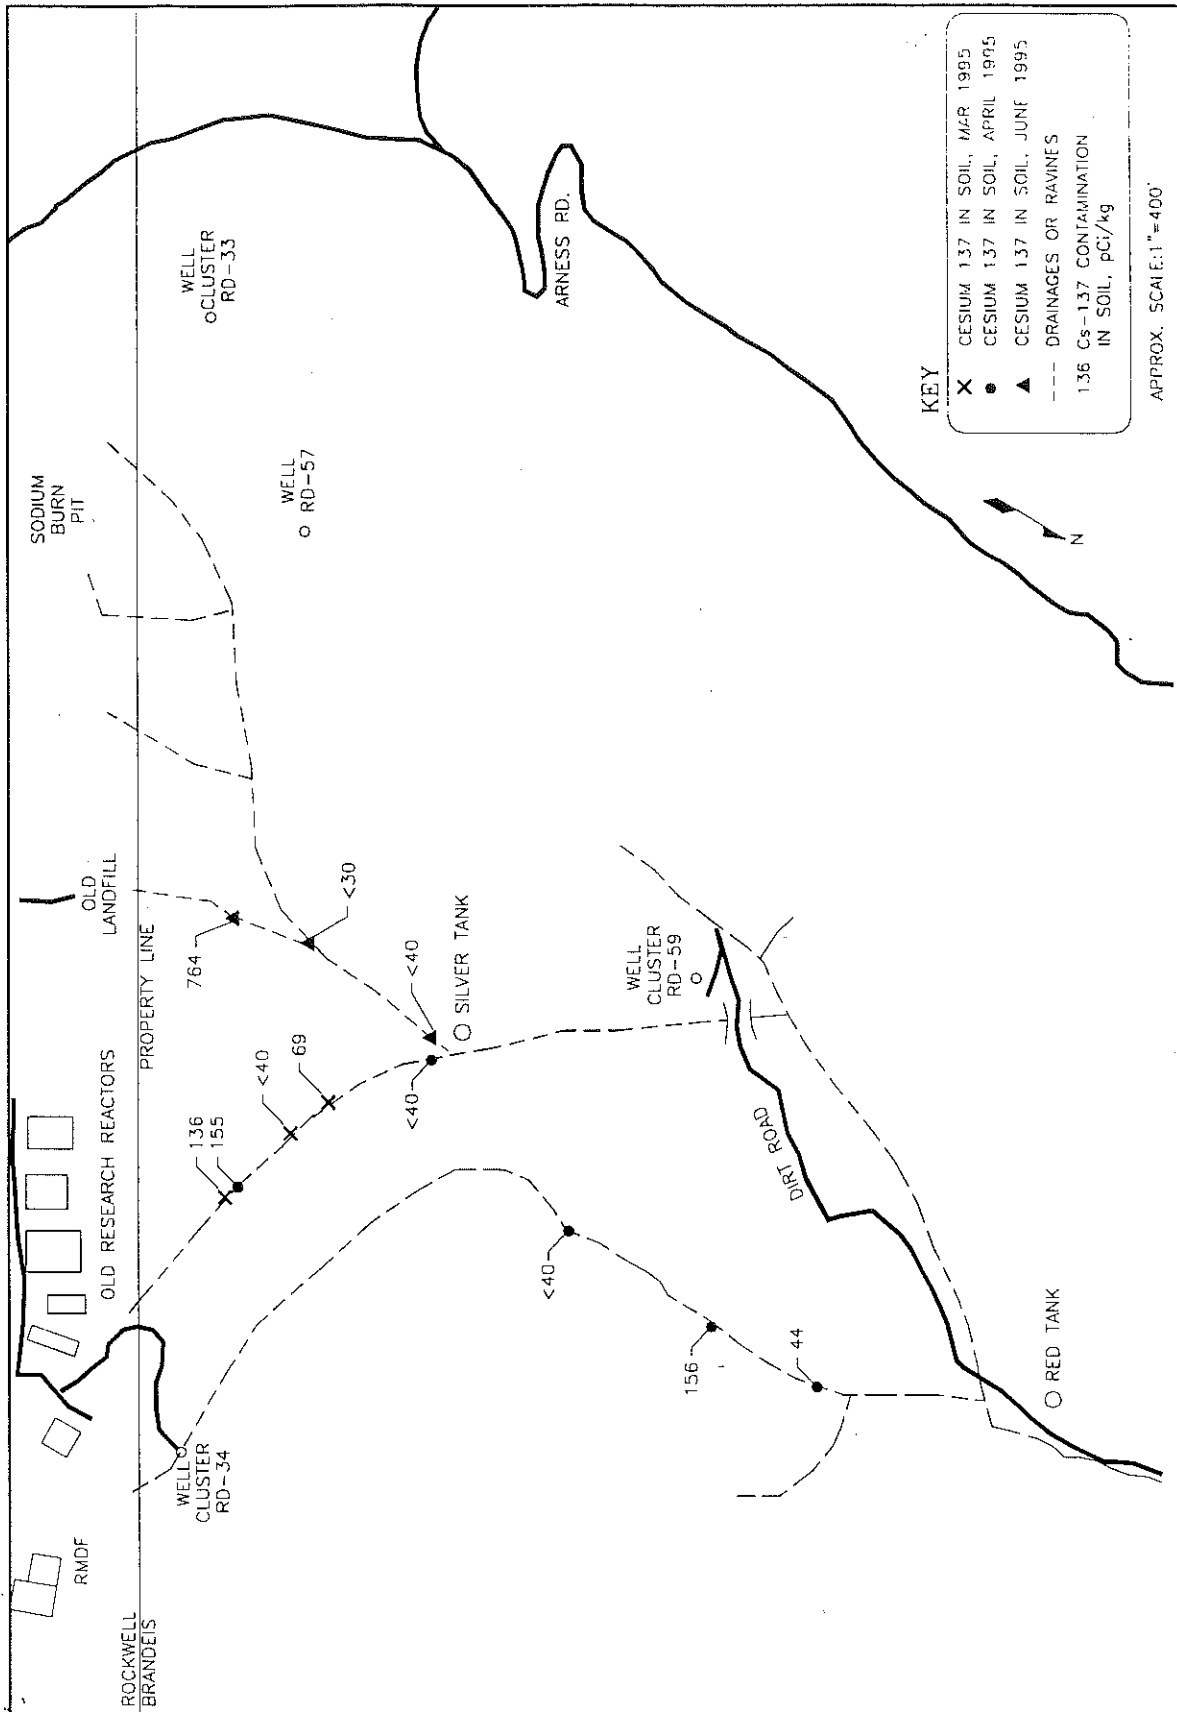 ROCKWELL
BRANDEIS
RMDF
WELL
CLUSTER
RD-34
OLD RESEARCH REACTORS
PROPERTY LINE
136
155
<40
69
764
OLD
LANDFILL
<30
<40
<40
SILVER TANK
SODIUM
BURN
PIT
WELL
RD-57
WELL
CLUSTER
RD-33
ARNESS RD.
WELL
CLUSTER
RD-59
DIRT ROAD
<40
156
44
RED TANK
N
KEY
CESIUM 137 IN SOIL, MAR 1995
CESIUM 137 IN SOIL, APRIL 1995
CESIUM 137 IN SOIL, JUNE 1995
DRAINAGES OR RAVINES
136 Cs-137 CONTAMINATION
IN SOIL, pCi/kg
APPROX. SCALE:1"=400'